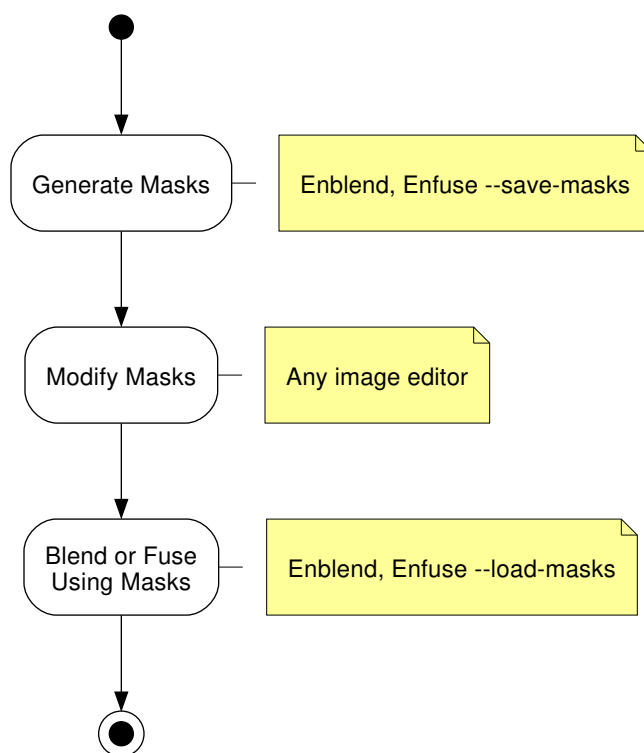 Generate Masks
Enblend, Enfuse --save-masks
Modify Masks
Any image editor
Blend or Fuse
Using Masks
Enblend, Enfuse --load-masks